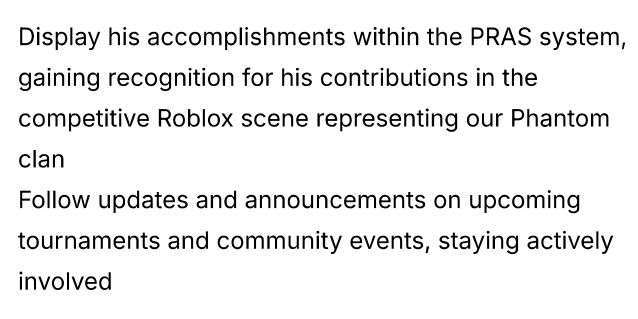 Display his accomplishments within the PRAS system,
gaining recognition for his contributions in the
competitive Roblox scene representing our Phantom
clan
Follow updates and announcements on upcoming
tournaments and community events, staying actively
involved